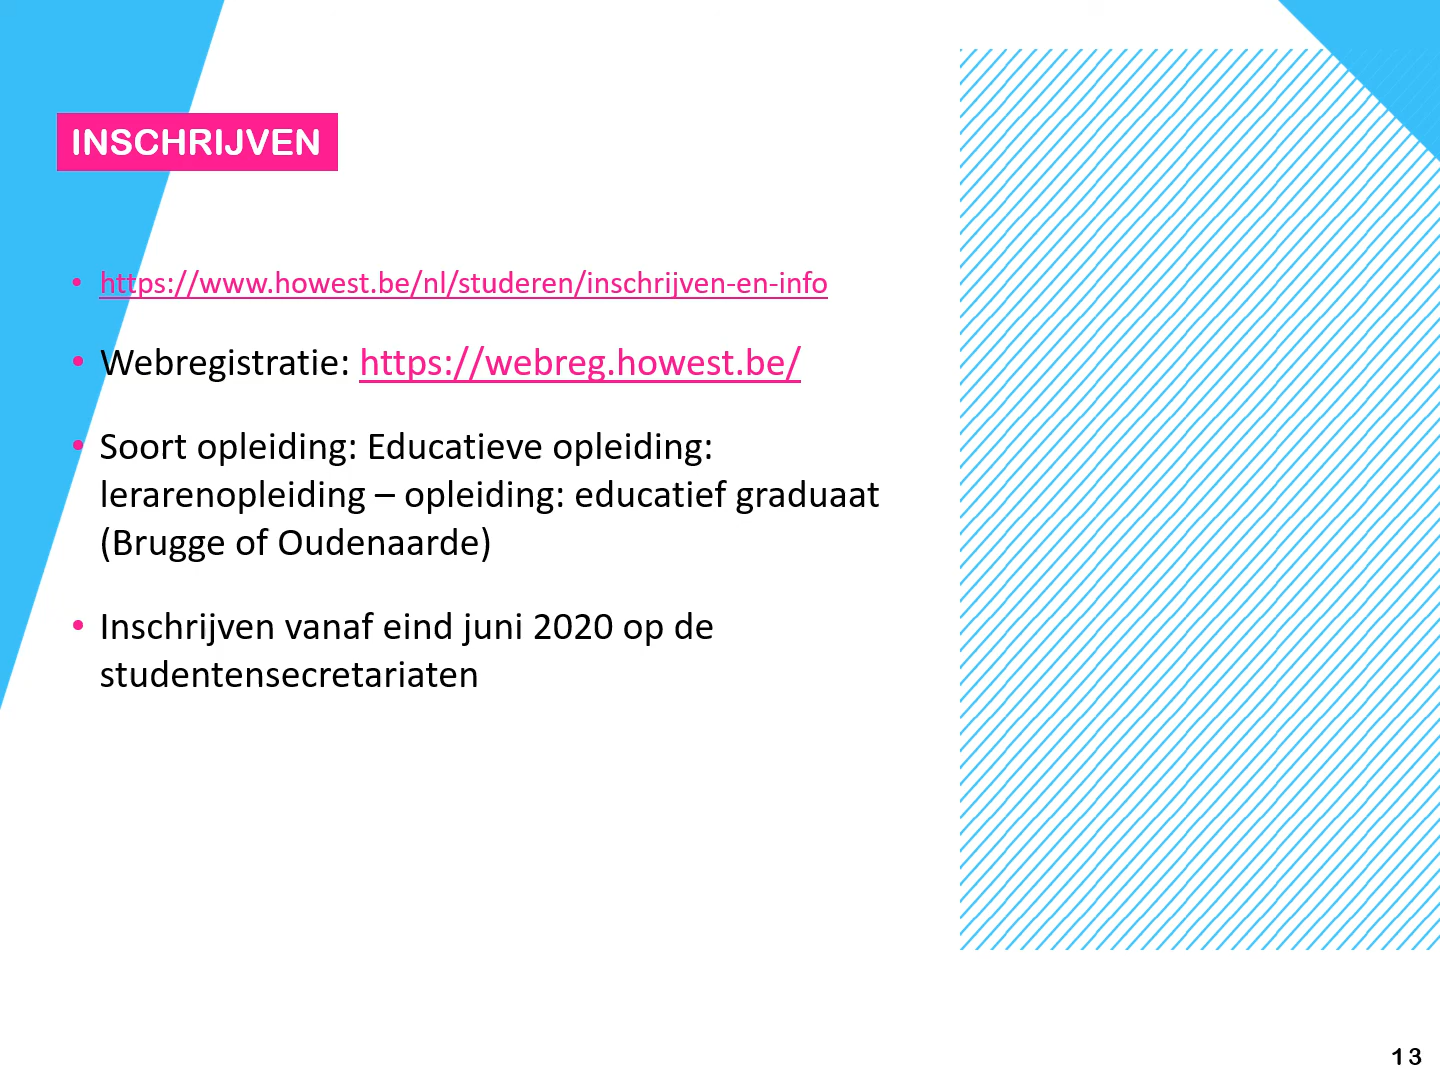 INSCHRIJVEN
• https://www.howest.be/nl/studeren/inschrijven-en-info
• Webregistratie: https://webreg.howest.be/
• Soort opleiding: Educatieve opleiding:
lerarenopleiding – opleiding: educatief graduaat
(Brugge of Oudenaarde)
• Inschrijven vanaf eind juni 2020 op de
studentensecretariaten
13